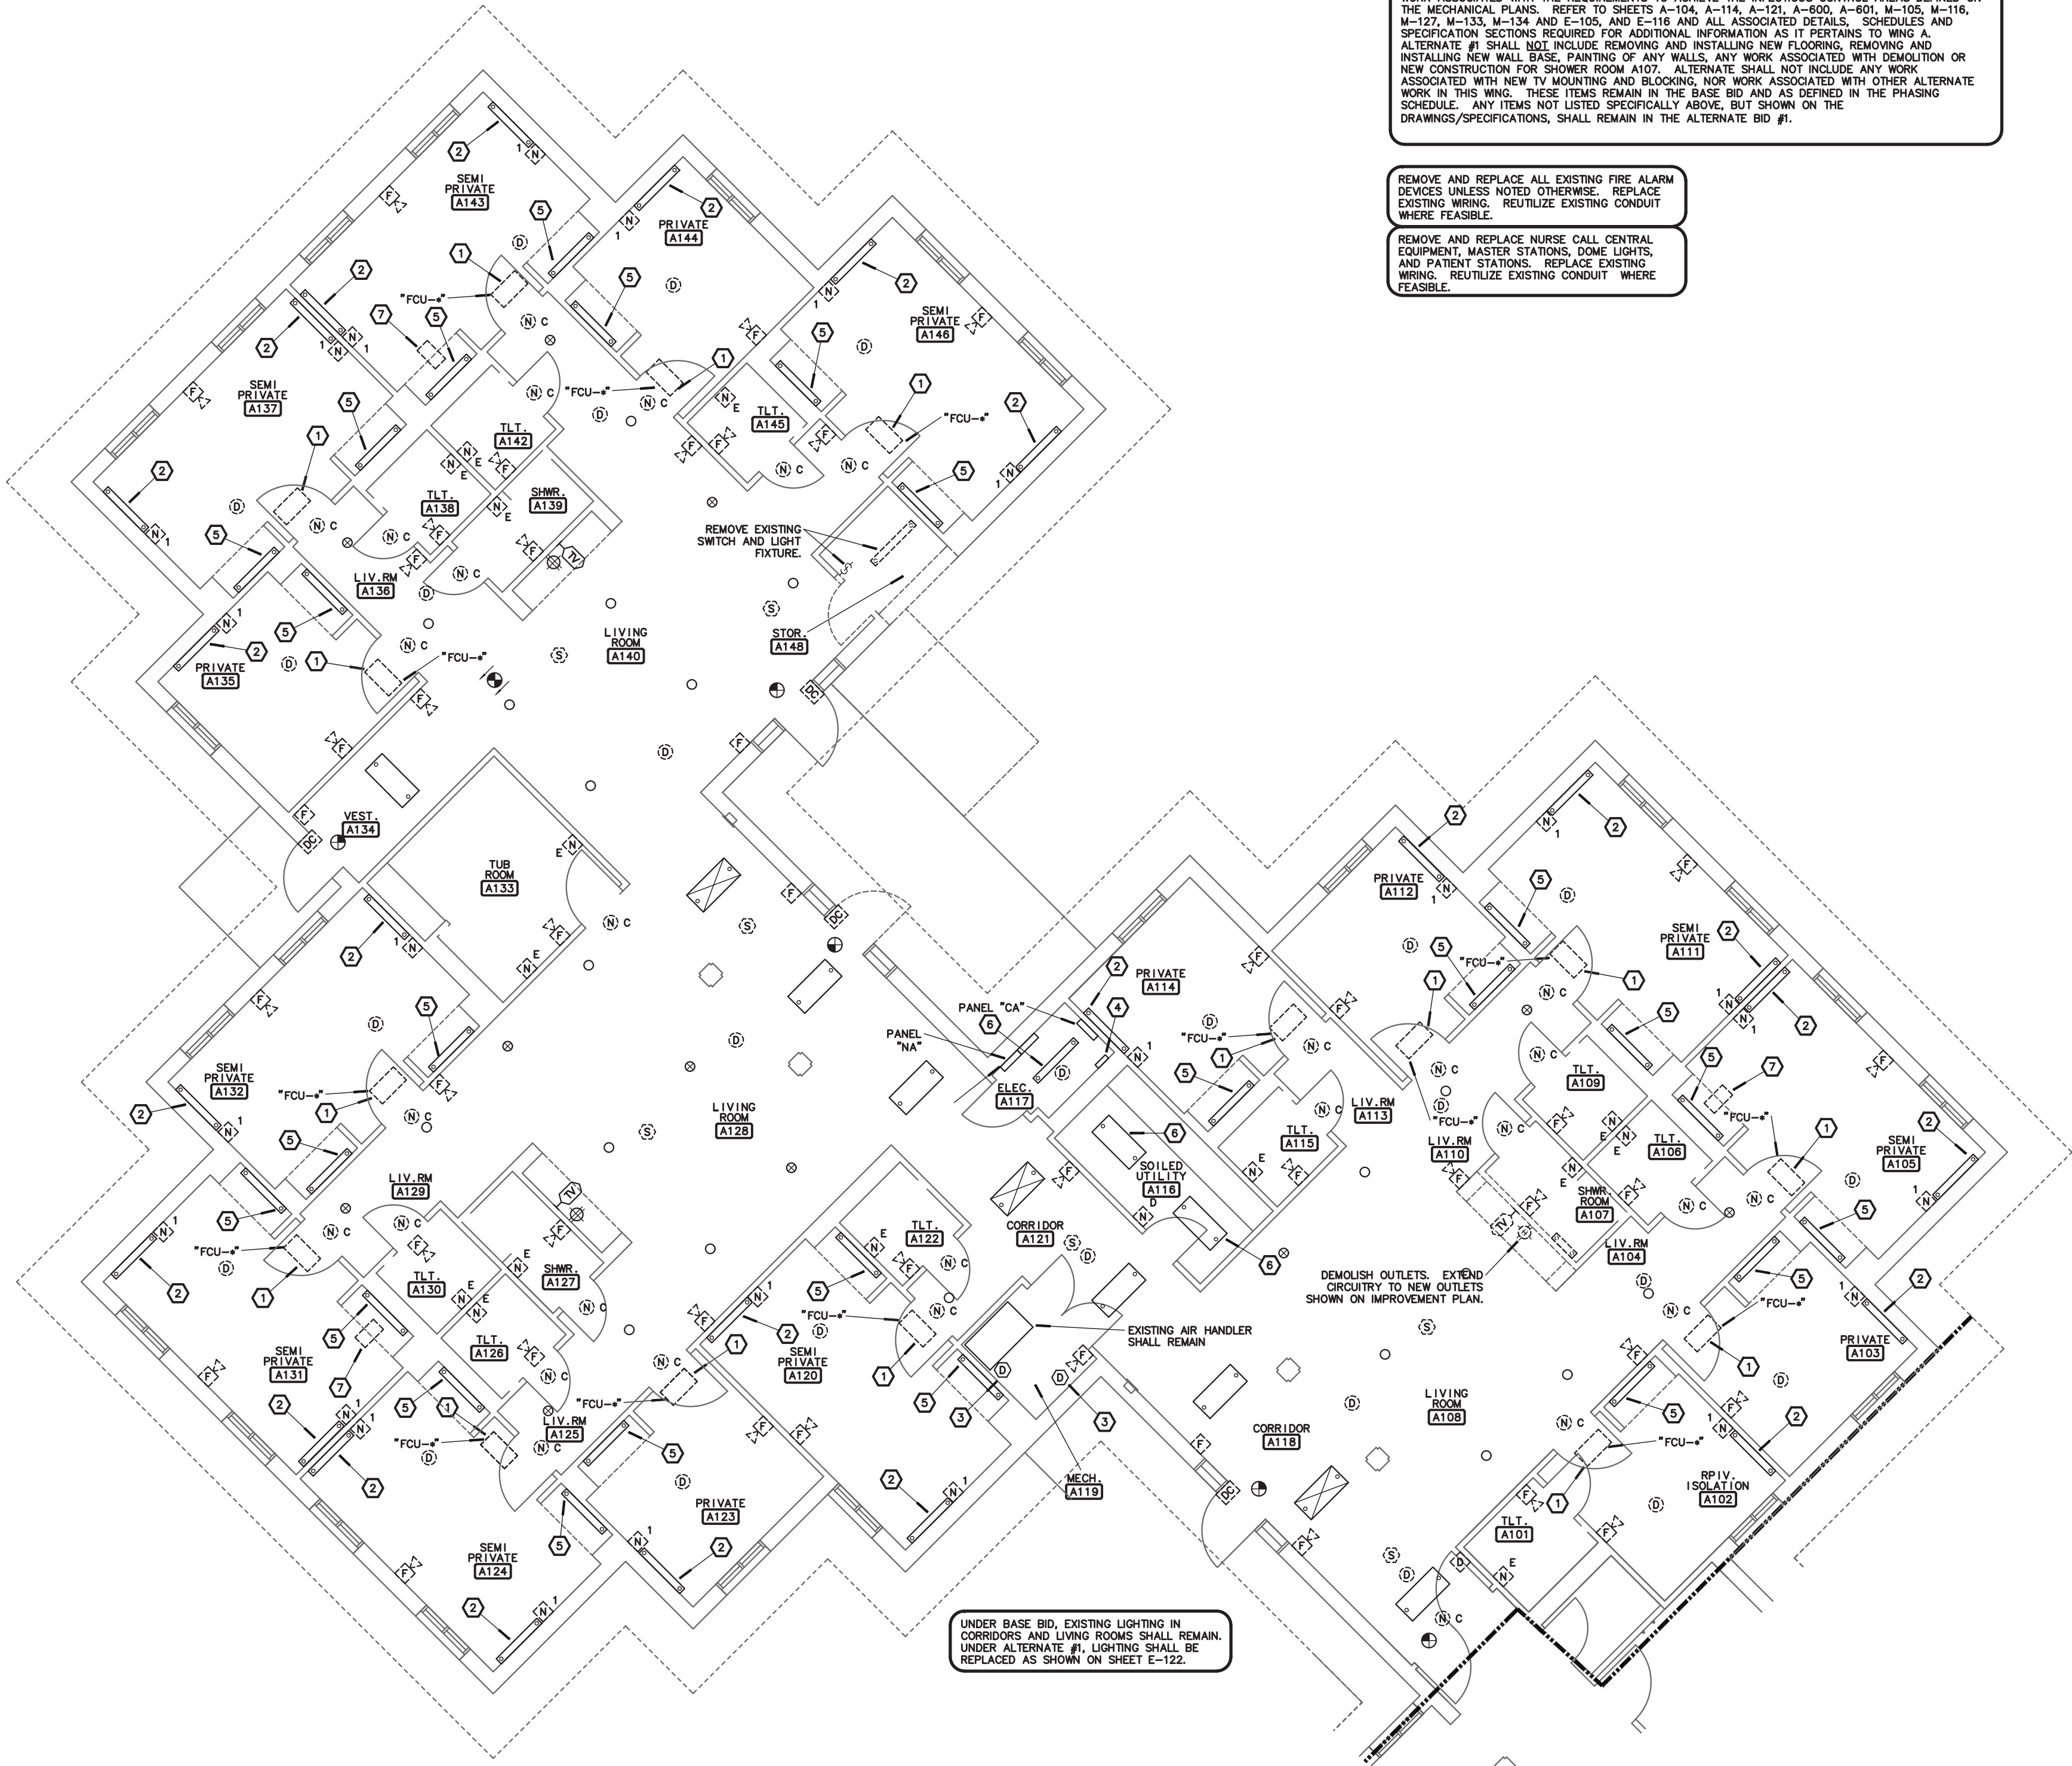 THE MECHANICAL PLANS. REFER TO SHEETS A-104, A-114, A-121, A-600, A-601, M-105, M-116,
M-127, M-133, M-134 AND E-105, AND E-116 AND ALL ASSOCIATED DETAILS, SCHEDULES AND
SPECIFICATION SECTIONS REQUIRED FOR ADDITIONAL INFORMATION AS IT PERTAINS TO WING A.
ALTERNATE #1 SHALL NOT INCLUDE REMOVING AND INSTALLING NEW FLOORING, REMOVING AND
INSTALLING NEW WALL BASE, PAINTING OF ANY WALLS, ANY WORK ASSOCIATED WITH DEMOLITION OR
NEW CONSTRUCTION FOR SHOWER ROOM A107. ALTERNATE SHALL NOT INCLUDE ANY WORK
ASSOCIATED WITH NEW TV MOUNTING AND BLOCKING, NOR WORK ASSOCIATED WITH OTHER ALTERNATE
WORK IN THIS WING. THESE ITEMS REMAIN IN THE BASE BID AND AS DEFINED IN THE PHASING
SCHEDULE. ANY ITEMS NOT LISTED SPECIFICALLY ABOVE, BUT SHOWN ON THE
DRAWINGS/SPECIFICATIONS, SHALL REMAIN IN THE ALTERNATE BID #1.
REMOVE AND REPLACE ALL EXISTING FIRE ALARM
DEVICES UNLESS NOTED OTHERWISE. REPLACE
EXISTING WIRING. REUTILIZE EXISTING CONDUIT
WHERE FEASIBLE.
REMOVE AND REPLACE NURSE CALL CENTRAL
EQUIPMENT, MASTER STATIONS, DOME LIGHTS,
AND PATIENT STATIONS. REPLACE EXISTING
WIRING. REUTILIZE EXISTING CONDUIT WHERE
FEASIBLE.
SEMI
PRIVATE
A143
PRIVATE
A144
SEMI
PRIVATE
A146
"FCU-*"
SEMI
PRIVATE
A137
"FCU-*"
TLT.
A145
"FCU-*"
TLT.
A142
TLT.
A138
SHWR.
A139
REMOVE EXISTING
SWITCH AND LIGHT
FIXTURE.
LIV.RM
A136
LIVING
ROOM
A140
STOR.
A148
"FCU-*"
PRIVATE
A135
VEST.
A134
TUB
ROOM
A133
PRIVATE
A112
SEMI
PRIVATE
A111
"FCU-*"
PRIVATE
A114
PANEL "CA"
PANEL
"NA"
"FCU-*"
ELEC.
A117
SEMI
PRIVATE
A132
"FCU-*"
LIVING
ROOM
A128
TLT.
A109
LIV.RM
A113
"FCU-*"
"FCU-*"
TLT.
A115
LIV.RM
A110
TLT.
A106
SEMI
PRIVATE
A105
SOILED
UTILITY
A116
LIV.RM
A129
SHWR.
ROOM
A107
CORRIDOR
A121
TLT.
A122
LIV.RM
A104
"FCU-*"
TLT.
A130
SHWR.
A127
DEMOLISH OUTLETS. EXTEND
CIRCUITRY TO NEW OUTLETS
SHOWN ON IMPROVEMENT PLAN.
"FCU-*"
"FCU-*"
EXISTING AIR HANDLER
SHALL REMAIN
PRIVATE
A103
TLT.
A126
SEMI
PRIVATE
A120
SEMI
PRIVATE
A131
"FCU-*"
LIVING
ROOM
A108
LIV.RM
A125
"FCU-*"
CORRIDOR
A118
"FCU-*"
MECH.
A119
RPIV.
ISOLATION
A102
PRIVATE
A123
TLT.
A101
SEMI
PRIVATE
A124
UNDER BASE BID, EXISTING LIGHTING IN
CORRIDORS AND LIVING ROOMS SHALL REMAIN.
UNDER ALTERNATE #1, LIGHTING SHALL BE
REPLACED AS SHOWN ON SHEET E-122.